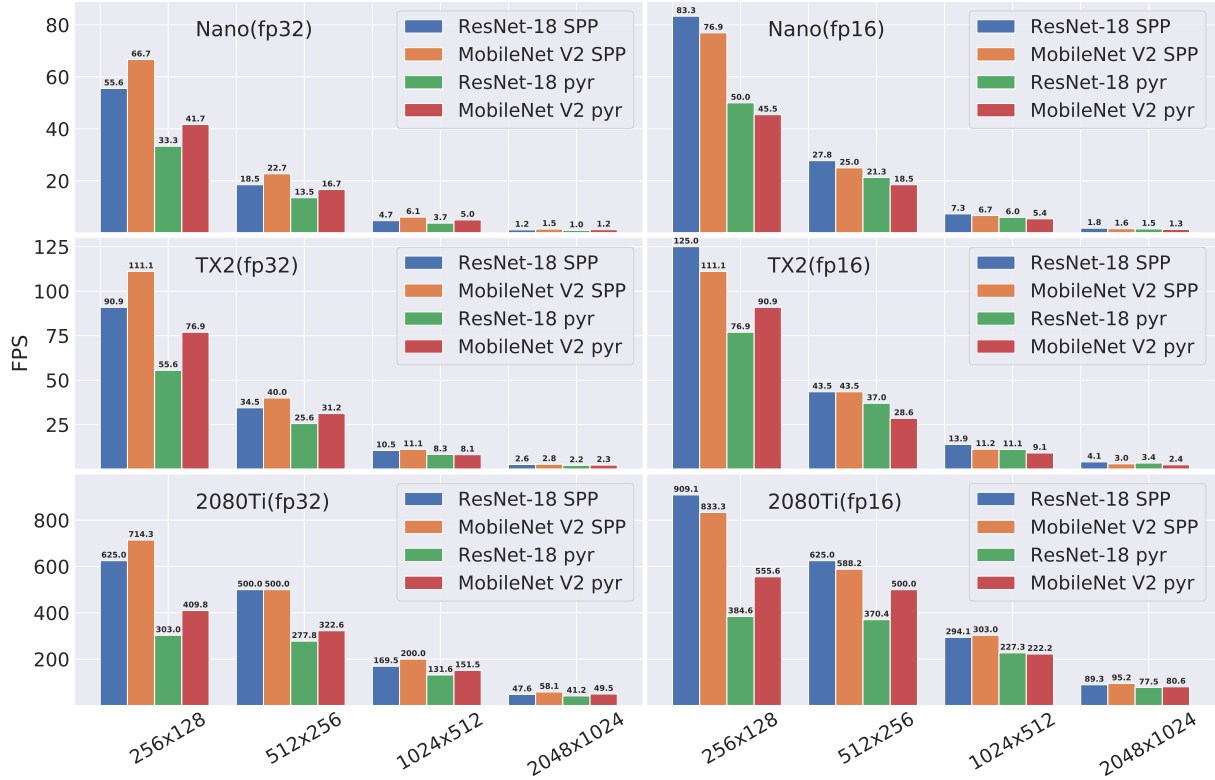 Nano(fp32)
ResNet-18 SPP
MobileNet V2 SPP
ResNet-18 pyr
MobileNet V2 pyr
80
60
40
20
55.6 66.7 33.3 41.7
18.5 22.7 13.5 16.7
4.7 6.1 3.7 5.0
1.2 1.5 1.0 1.2
Nano(fp16)
ResNet-18 SPP
MobileNet V2 SPP
ResNet-18 pyr
MobileNet V2 pyr
83.3 76.9 50.0 45.5
27.8 25.0 21.3 18.5
7.3 6.7 6.0 5.4
1.8 1.6 1.5 1.3
FPS
TX2(fp32)
ResNet-18 SPP
MobileNet V2 SPP
ResNet-18 pyr
MobileNet V2 pyr
125
100
75
50
25
90.9 111.1 55.6 76.9
34.5 40.0 25.6 31.2
10.5 11.1 8.3 8.1
2.6 2.8 2.2 2.3
TX2(fp16)
ResNet-18 SPP
MobileNet V2 SPP
ResNet-18 pyr
MobileNet V2 pyr
125.0 111.1 76.9 90.9
43.5 43.5 37.0 28.6
13.9 11.2 11.1 9.1
4.1 3.0 3.4 2.4
2080Ti(fp32)
ResNet-18 SPP
MobileNet V2 SPP
ResNet-18 pyr
MobileNet V2 pyr
800
600
400
200
625.0 714.3 303.0 409.8
500.0 500.0 277.8 322.6
169.5 200.0 131.6 151.5
47.6 58.1 41.2 49.5
256x128 512x256 1024x512 2048x1024
2080Ti(fp16)
ResNet-18 SPP
MobileNet V2 SPP
ResNet-18 pyr
MobileNet V2 pyr
909.1 833.3 384.6 555.6
625.0 588.2 370.4 500.0
294.1 303.0 227.3 222.2
89.3 95.2 77.5 80.6
256x128 512x256 1024x512 2048x1024